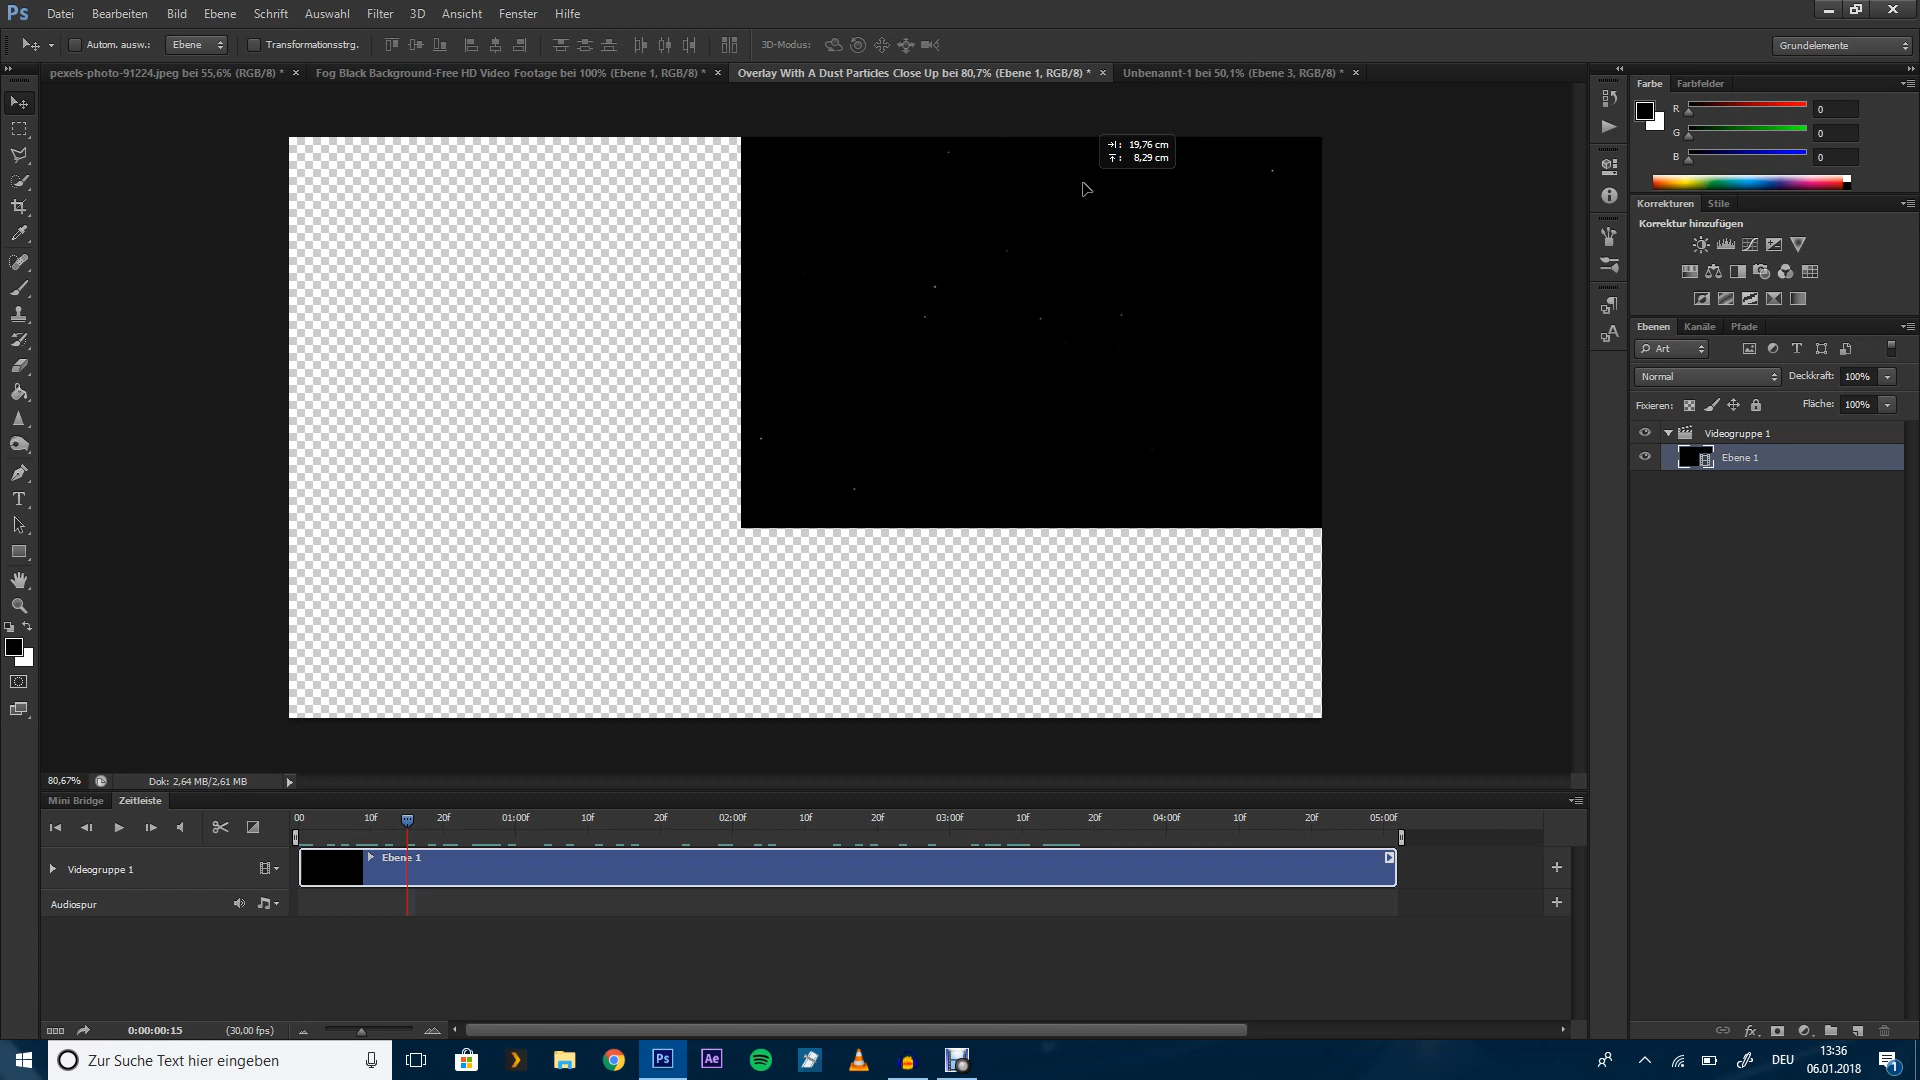 Ps Datei Bearbeiten Bild Ebene Schrift Auswahl Filter 3D Ansicht Fenster Hilfe
Autom. ausw.: Ebene Transformationsstrg. 3D-Modus: Grundelemente
pexels-photo-91224.jpeg bei 55,6% (RGB/8) * × Fog Black Background-Free HD Video Footage bei 100% (Ebene 1, RGB/8) * × Overlay With A Dust Particles Close Up bei 80,7% (Ebene 1, RGB/8) * × Unbenannt-1 bei 50,1% (Ebene 3, RGB/8) * ×
Farbe Farbfelder
R 0
G 0
B 0
19,76 cm
8,29 cm
Korrekturen Stile
Korrektur hinzufügen
Ebenen Kanäle Pfade
Art
Normal Deckkraft: 100%
Fixieren: Fläche: 100%
Videogruppe 1
Ebene 1
80,67% Dok: 2,64 MB/2,61 MB
Mini Bridge Zeitleiste
00 10f 20f 01:00f 10f 20f 02:00f 10f 20f 03:00f 10f 20f 04:00f 10f 20f 05:00f
Ebene 1
Videogruppe 1
Audiospur
0:00:00:15 (30,00 fps)
Zur Suche Text hier eingeben
Ps
Ae
DEU
13:36
06.01.2018
1